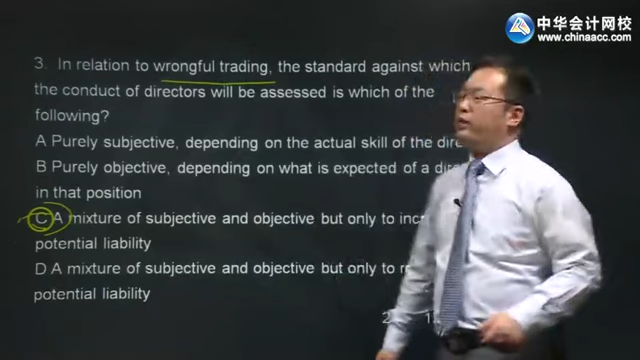 中华会计网校
www.chinaacc.com
3. In relation to wrongful trading, the standard against which
the conduct of directors will be assessed is which of the
following?
A Purely subjective, depending on the actual skill of the
B Purely objective, depending on what is expected of a
in that position
C A mixture of subjective and objective but only to
potential liability
D A mixture of subjective and objective but only to
potential liability